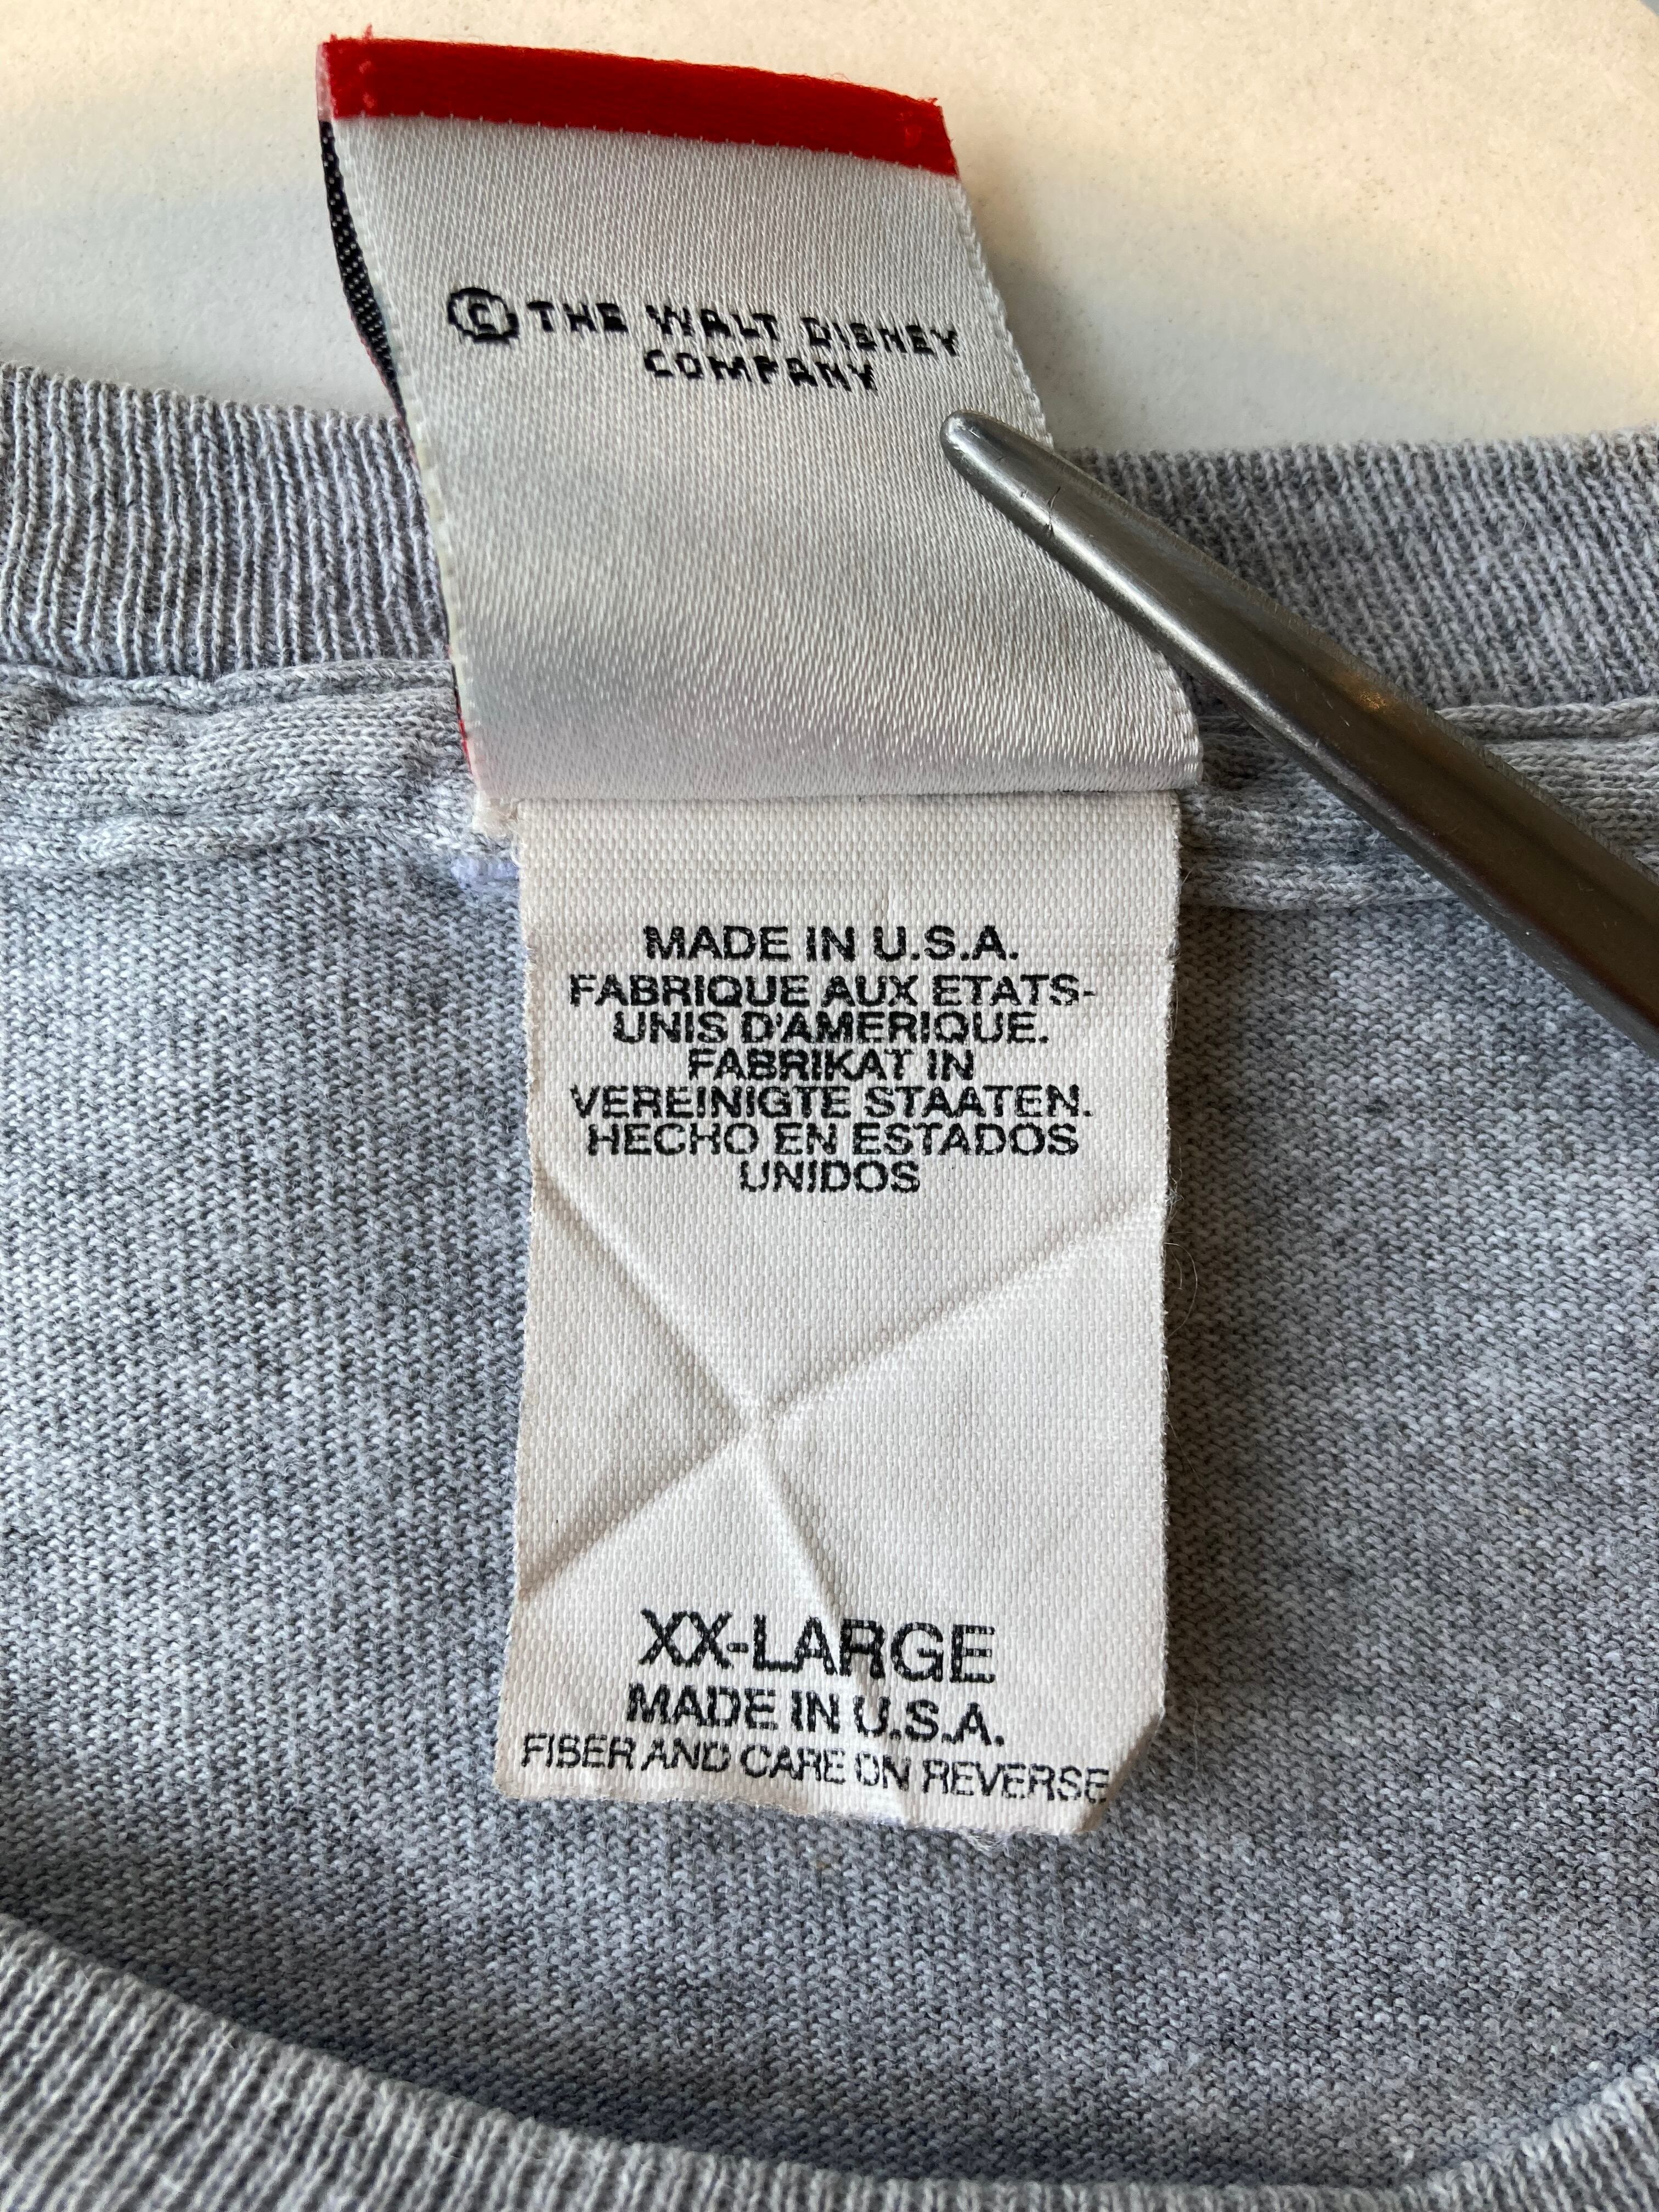 © THE WALT DISNEY
COMPANY
MADE IN U.S.A.
FABRIQUE AUX ETATS-
UNIS D'AMERIQUE.
FABRIKAT IN
VEREINIGTE STAATEN.
HECHO EN ESTADOS
UNIDOS
XX-LARGE
MADE IN U.S.A.
FIBER AND CARE ON REVERSE